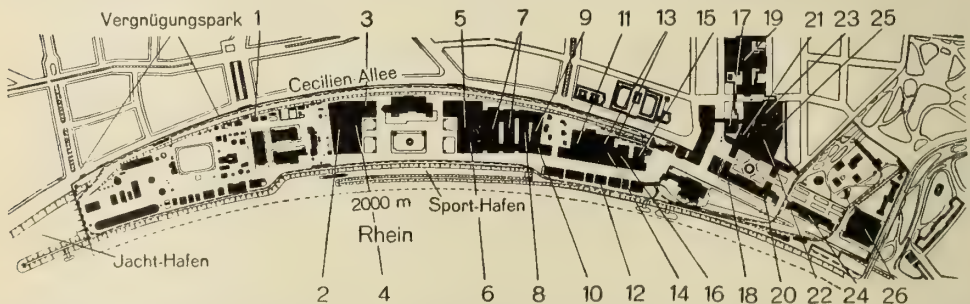 Vergnügungspark 1 3 5 7 9 11 13 15 17 19 21 23 25
Cecilien-Allee
2000 m
Sport-Hafen
Rhein
Jacht-Hafen
2 4 6 8 10 12 14 16 18 20 22 24 26